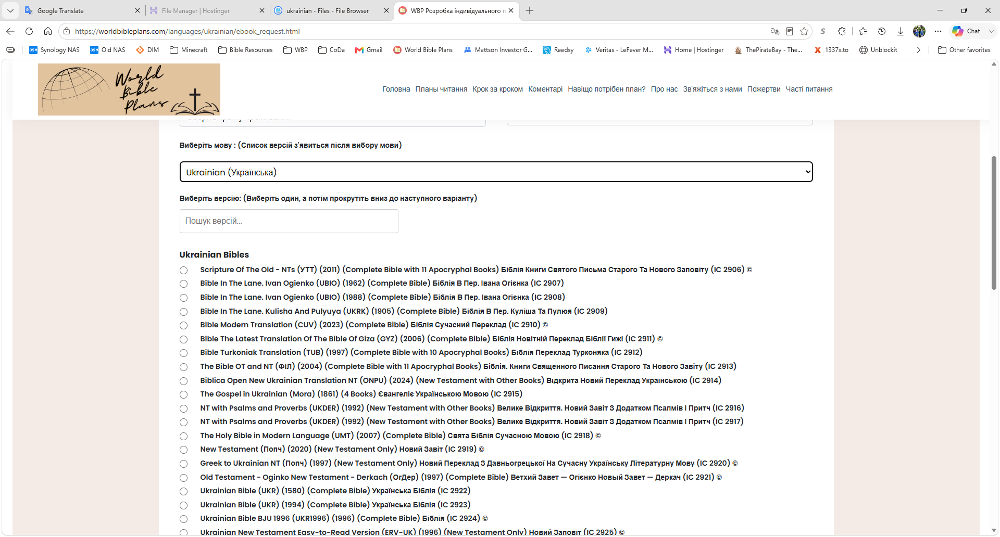 Google Translate
File Manager | Hostinger
ukrainian - Files - File Browser
WBP Розробка індивідуального п
https://worldbibleplans.com/languages/ukrainian/ebook_request.html
Chat
Synology NAS
Old NAS
DIM
Minecraft
Bible Resources
WBP
CoDa
Gmail
World Bible Plans
Mattson Investor G...
Reedsy
Veritas - LeFever M...
Home | Hostinger
ThePirateBay - The...
1337x.to
Unblockit
Other favorites
World
Bible
Plans
Головна Планы читання Крок за кроком Коментарі Навіщо потрібен план? Про нас Зв'яжіться з нами Пожертви Часті питання
Виберіть мову : (Список версій з'явиться після вибору мови)
Ukrainian (Українська)
Виберіть версію: (Виберіть один, а потім прокрутіть вниз до наступного варіанту)
Пошук версій...
Ukrainian Bibles
Scripture Of The Old - NTs (УТТ) (2011) (Complete Bible with 11 Apocryphal Books) Біблія Книги Святого Письма Старого Та Нового Заповіту (IC 2906) ©
Bible In The Lane. Ivan Ogienko (UBIO) (1962) (Complete Bible) Біблія В Пер. Івана Огієнка (IC 2907)
Bible In The Lane. Ivan Ogienko (UBIO) (1988) (Complete Bible) Біблія В Пер. Івана Огієнка (IC 2908)
Bible In The Lane. Kulisha And Pulyuya (UKRK) (1905) (Complete Bible) Біблія В Пер. Куліша Та Пулюя (IC 2909)
Bible Modern Translation (CUV) (2023) (Complete Bible) Біблія Сучасний Переклад (IC 2910) ©
Bible The Latest Translation Of The Bible Of Giza (GYZ) (2006) (Complete Bible) Біблія Новітній Переклад Біблії Гижі (IC 2911) ©
Bible Turkoniak Translation (TUB) (1997) (Complete Bible with 10 Apocryphal Books) Біблія Переклад Турконяка (IC 2912)
The Bible OT and NT (ФІЛ) (2004) (Complete Bible with 11 Apocryphal Books) Біблія. Книги Священного Писання Старого Та Нового Завіту (IC 2913)
Biblica Open New Ukrainian Translation NT (ONPU) (2024) (New Testament with Other Books) Відкрита Новий Переклад Українською (IC 2914)
The Gospel in Ukrainian (Mora) (1861) (4 Books) Євангеліє Українською Мовою (IC 2915)
NT with Psalms and Proverbs (UKDER) (1992) (New Testament with Other Books) Велике Відкриття. Новий Завіт З Додатком Псалмів І Притч (IC 2916)
NT with Psalms and Proverbs (UKDER) (1992) (New Testament with Other Books) Велике Відкриття. Новий Завіт З Додатком Псалмів І Притч (IC 2917)
The Holy Bible in Modern Language (UMT) (2007) (Complete Bible) Свята Біблія Сучасною Мовою (IC 2918) ©
New Testament (Попч) (2020) (New Testament Only) Новий Завіт (IC 2919) ©
Greek to Ukrainian NT (Попч) (1997) (New Testament Only) Новий Переклад З Давньогрецької На Сучасну Українську Літературну Мову (IC 2920) ©
Old Testament - Oginko New Testament - Derkach (ОгДер) (1997) (Complete Bible) Ветхий Завет — Огієнко Новый Завет — Деркач (IC 2921) ©
Ukrainian Bible (UKR) (1580) (Complete Bible) Українська Біблія (IC 2922)
Ukrainian Bible (UKR) (1994) (Complete Bible) Українська Біблія (IC 2923)
Ukrainian Bible BJU 1996 (UKR1996) (1996) (Complete Bible) Біблія (IC 2924) ©
Ukrainian New Testament Easy-to-Read Version (ERV-UK) (1996) (New Testament Only) Новий Заповіт (IC 2925) ©